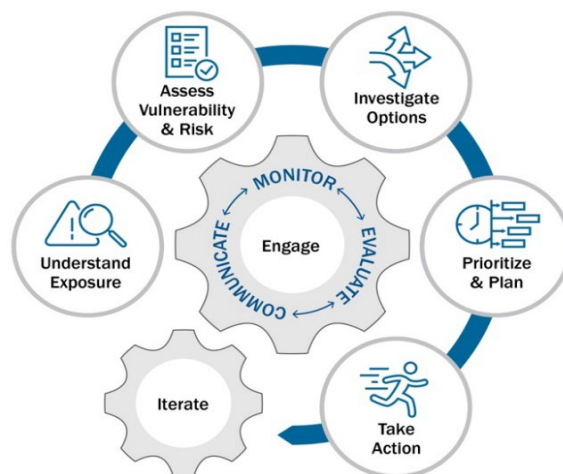 Assess
Vulnerability
& Risk
Investigate
Options
Understand
Exposure
MONITOR
EVALUATE
COMMUNICATE
Engage
Prioritize
& Plan
Iterate
Take
Action